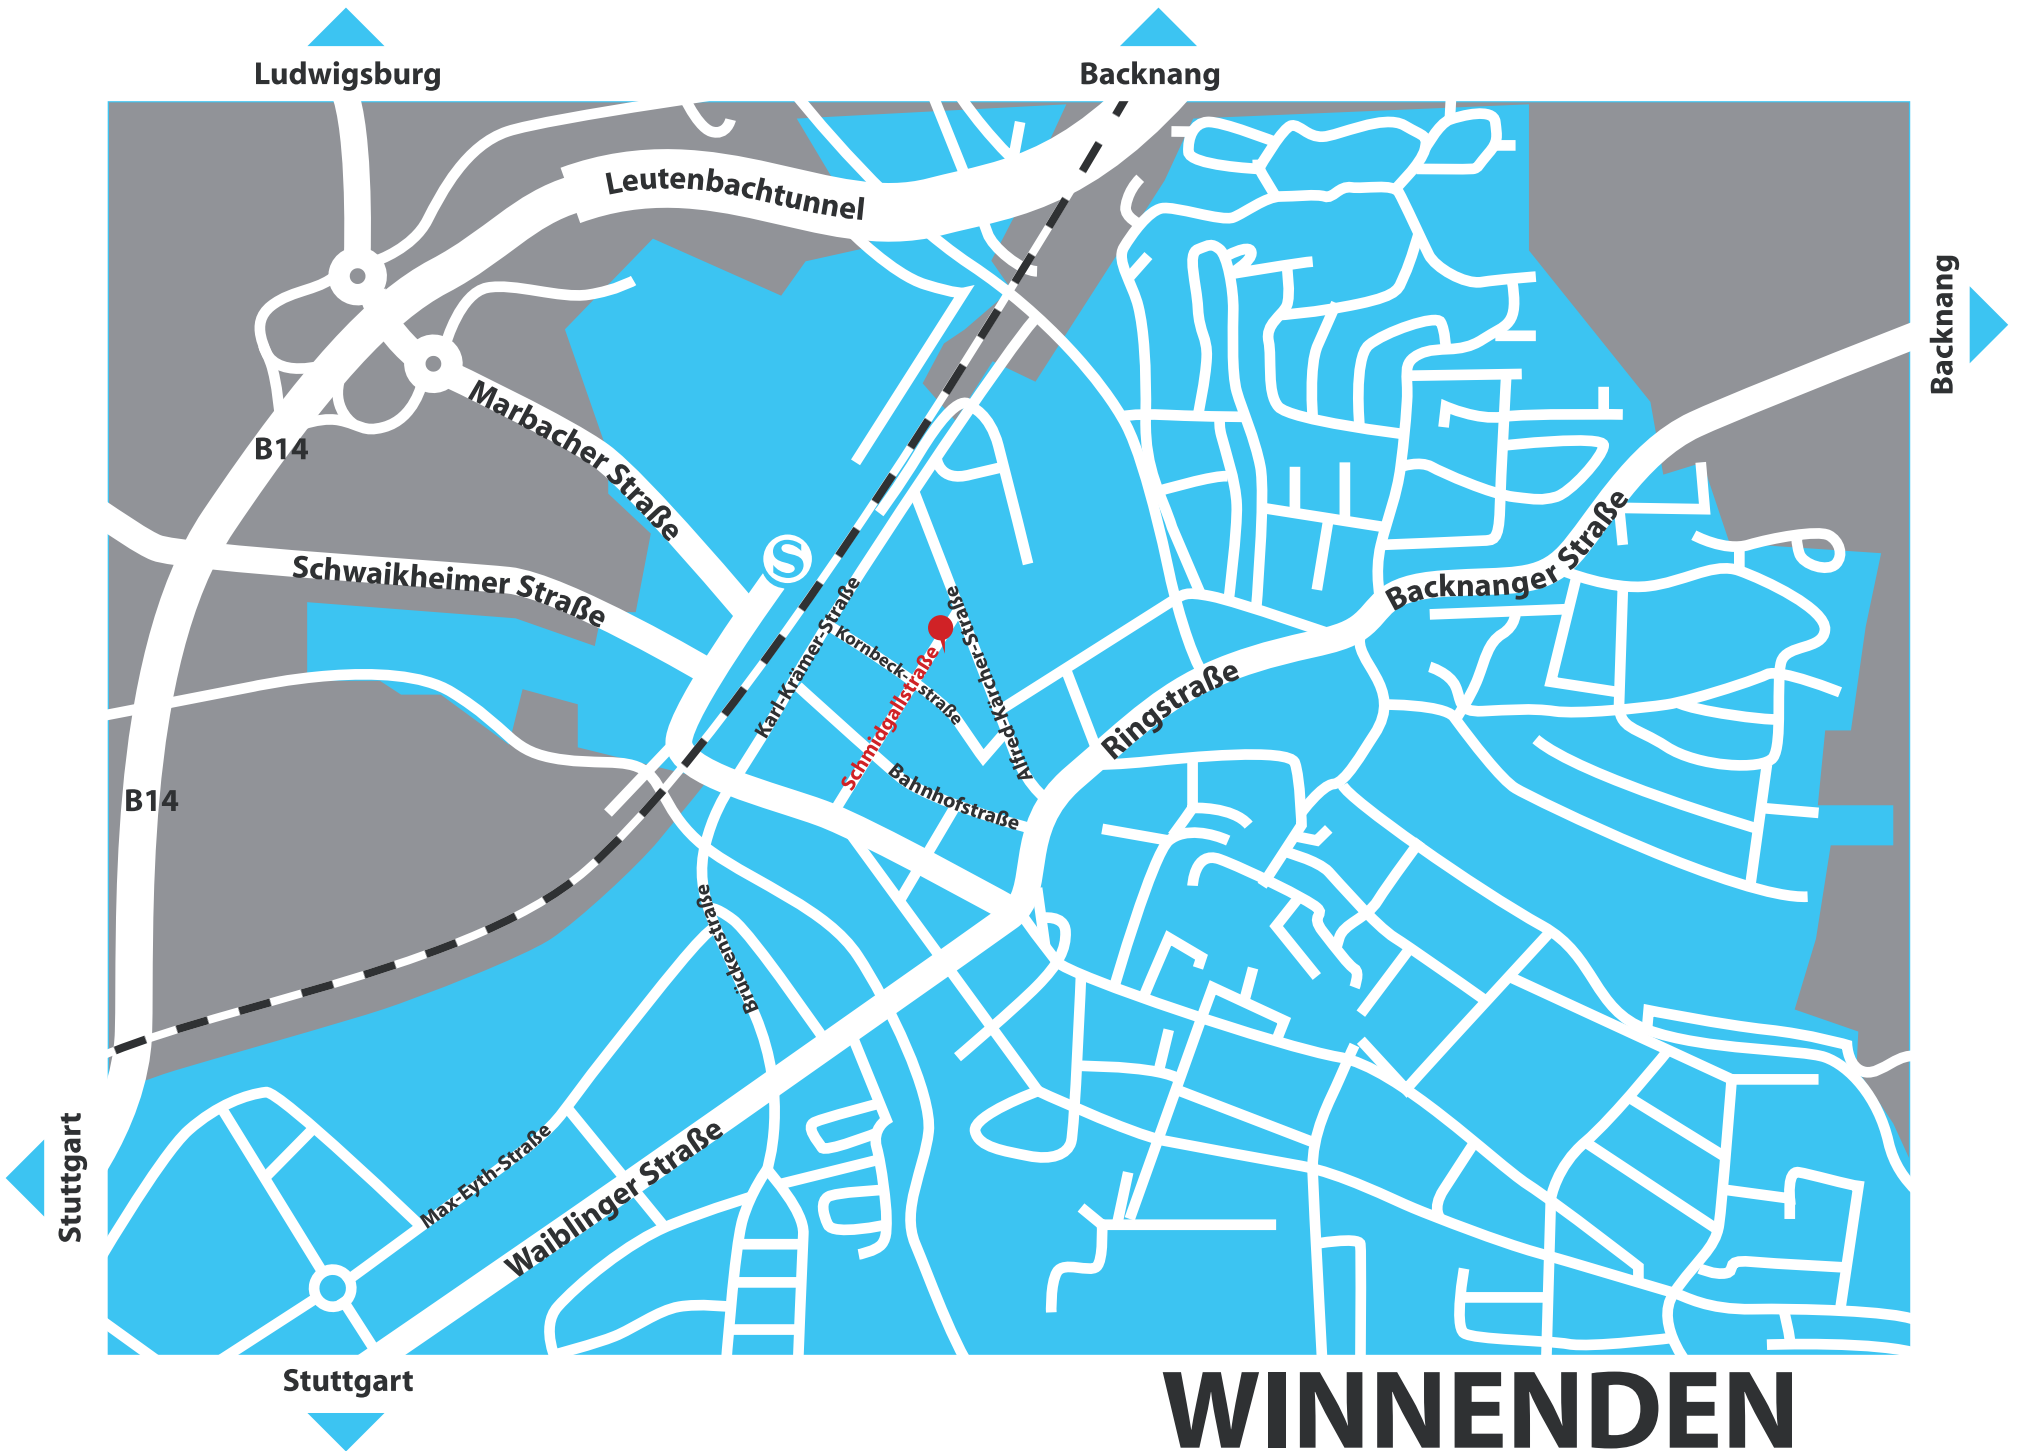 Ludwigsburg
Backnang
Leutenbachtunnel
Backnang
Marbacher Straße
B14
Schwaikheimer Straße
S
Backnanger Straße
Karl-Krämer-Straße
Kornbeck-straße
Alfred-Kärcher-Straße
Schmidgallstraße
Ringstraße
Bahnhofstraße
B14
Brückenstraße
Max-Eyth-Straße
Waiblinger Straße
Stuttgart
Stuttgart
WINNENDEN